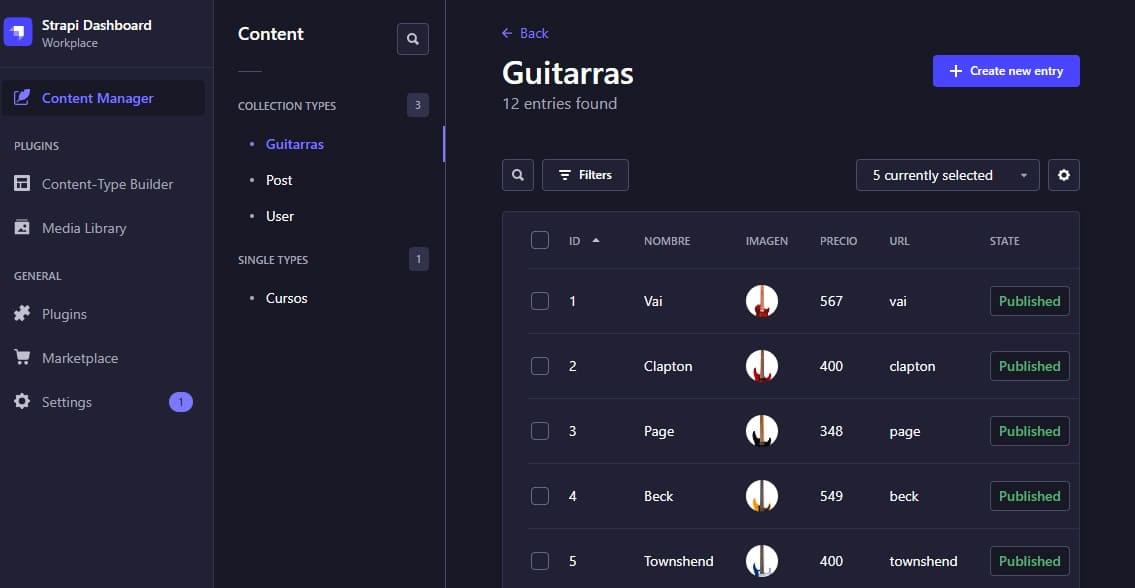 Strapi Dashboard
Workplace
Content Manager
PLUGINS
Content-Type Builder
Media Library
GENERAL
Plugins
Marketplace
Settings 1
Content
COLLECTION TYPES 3
Guitarras
Post
User
SINGLE TYPES 1
Cursos
Back
Guitarras
12 entries found
Create new entry
Filters
5 currently selected
ID NOMBRE IMAGEN PRECIO URL STATE
1 Vai 567 vai Published
2 Clapton 400 clapton Published
3 Page 348 page Published
4 Beck 549 beck Published
5 Townshend 400 townshend Published